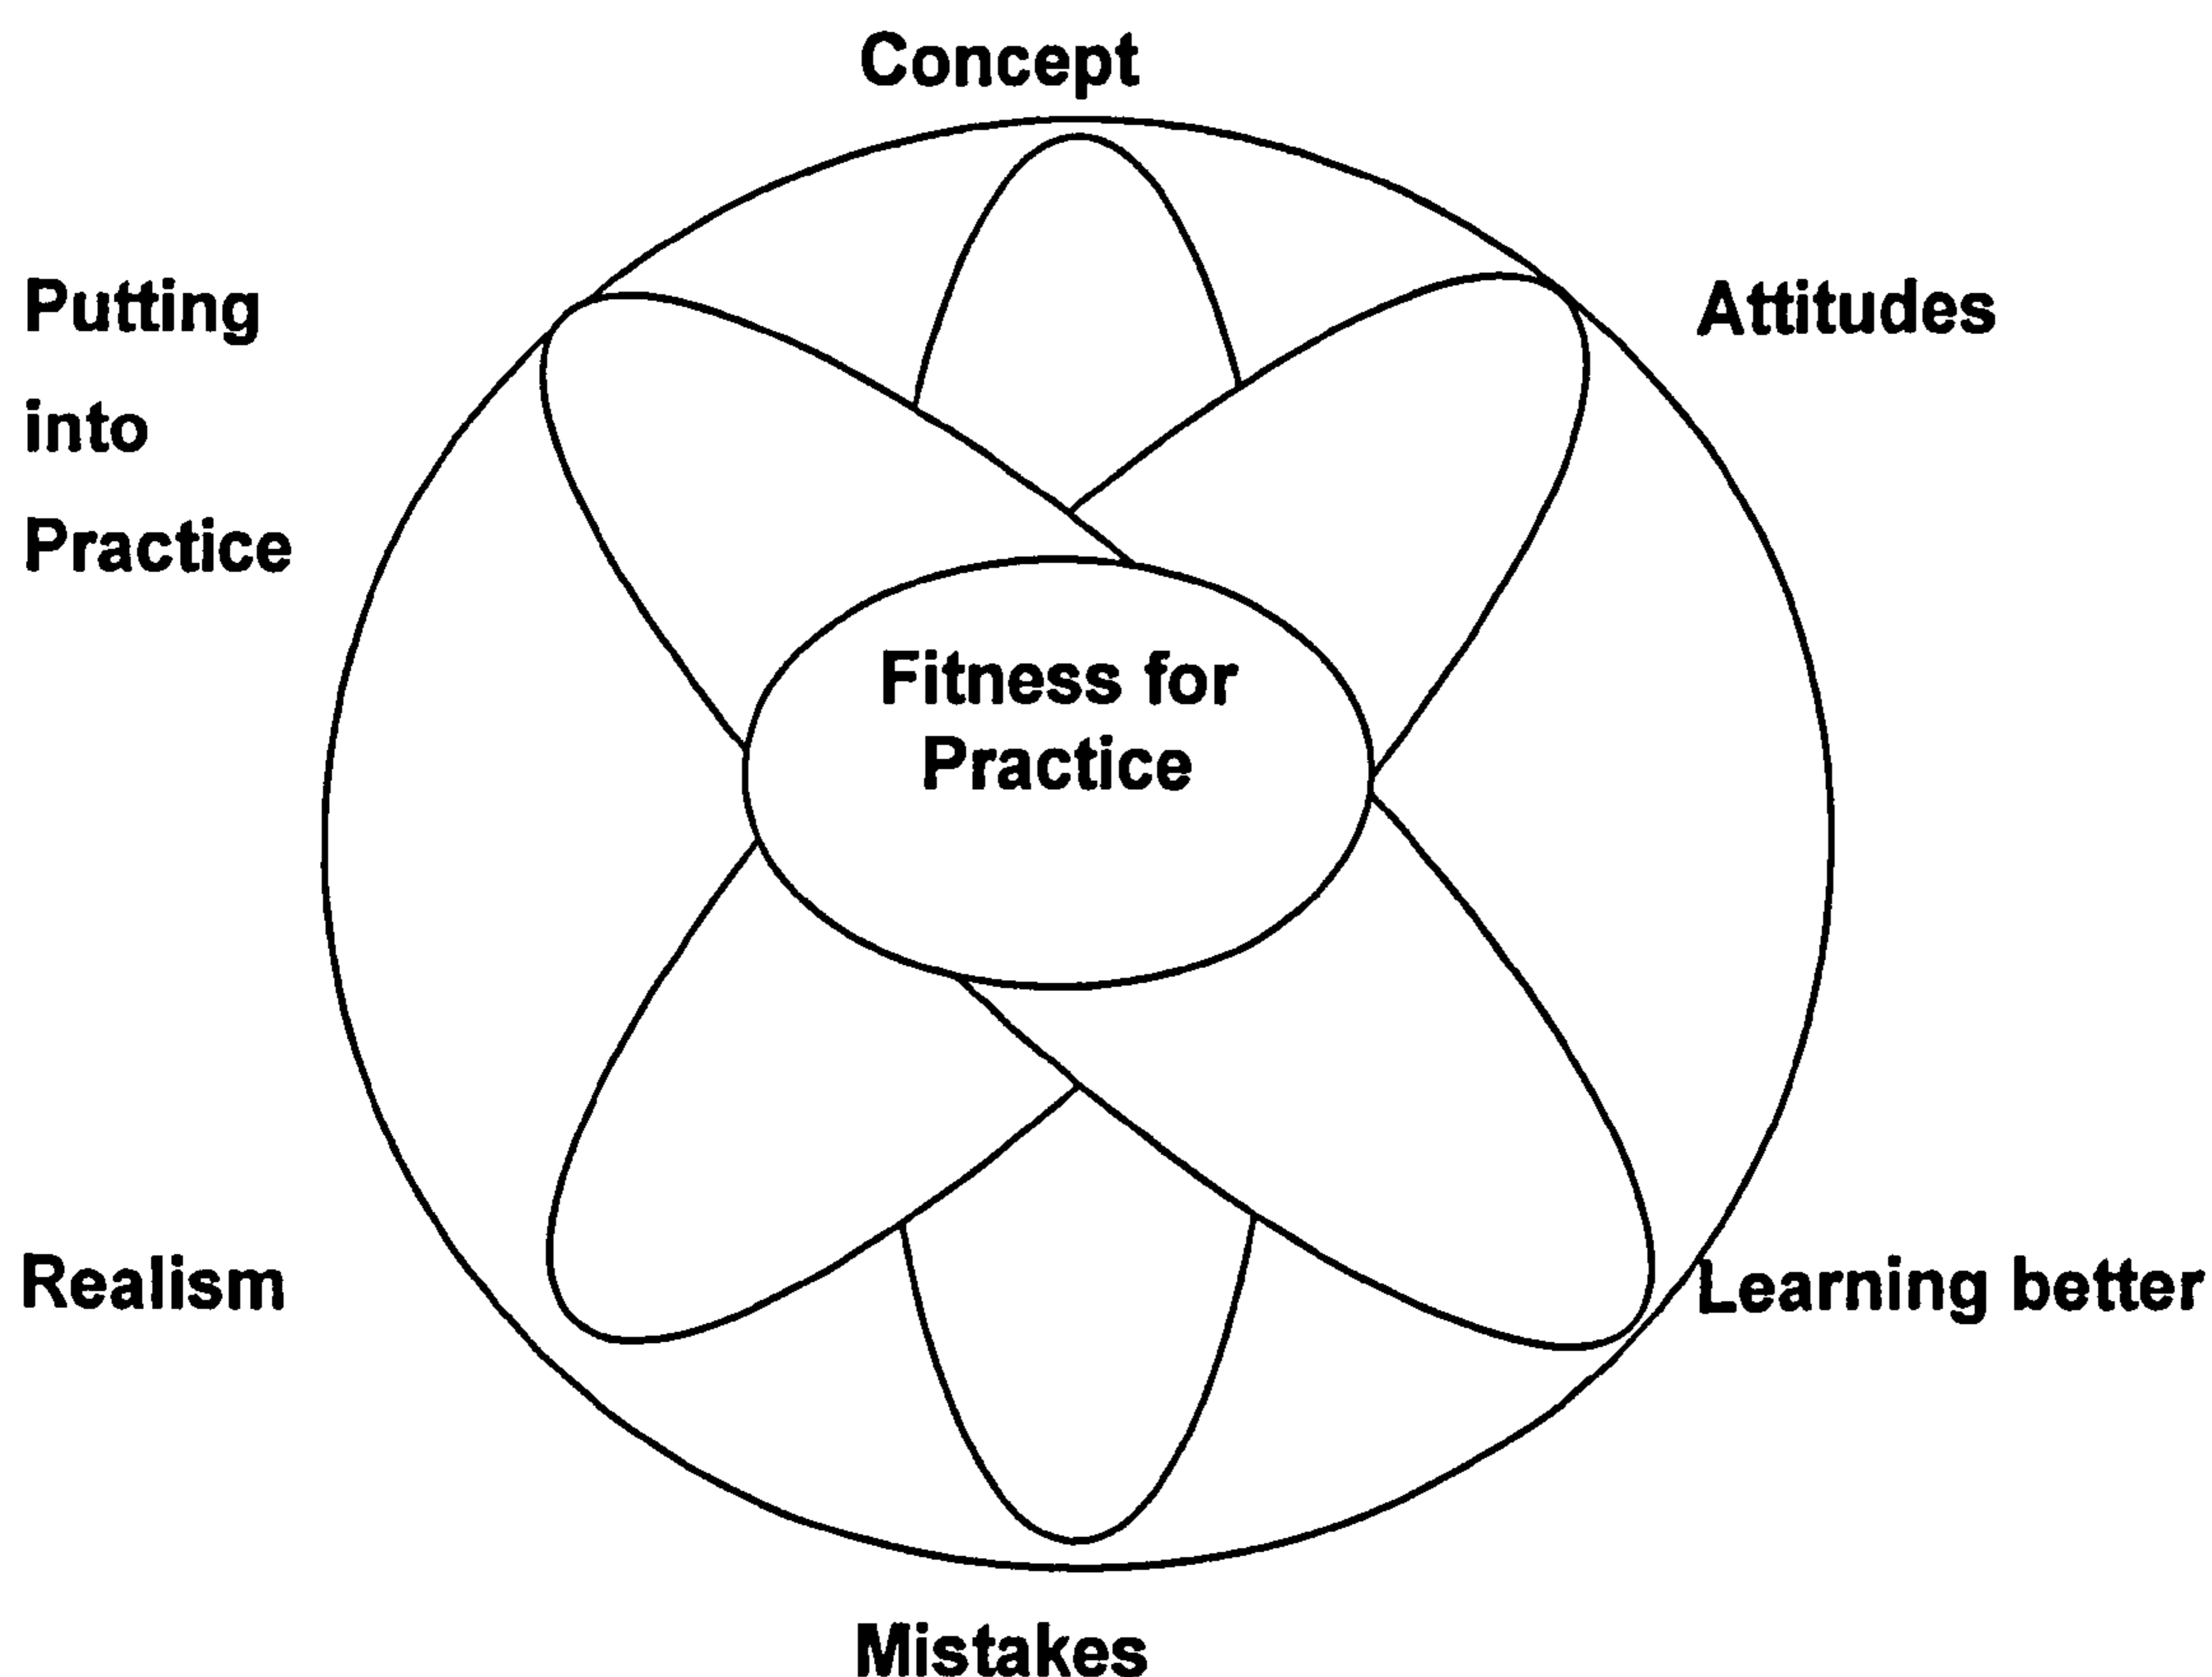 Concept
Putting
into
Practice
Attitudes
Fitness for
Practice
Realism
Learning better
Mistakes